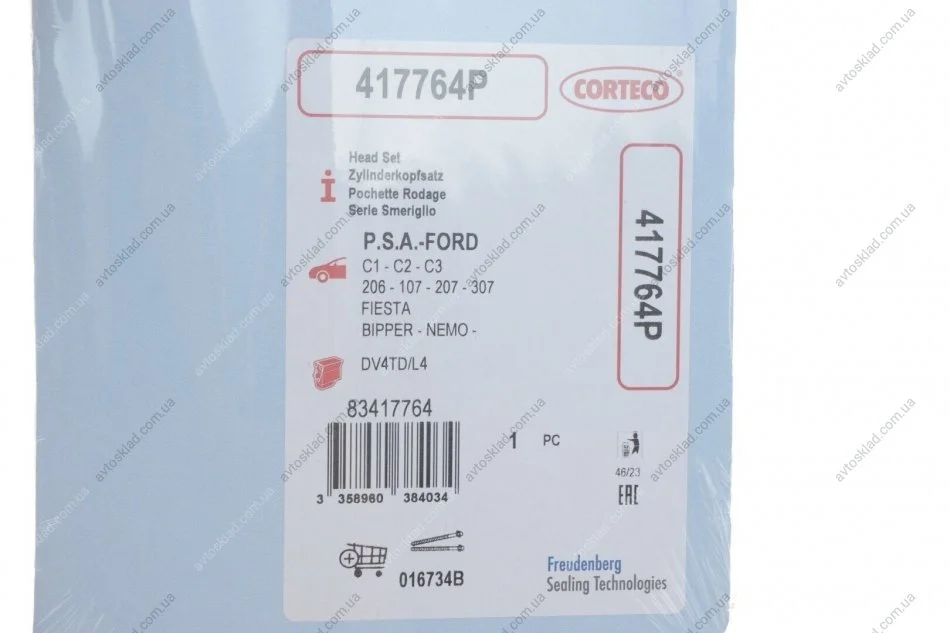 417764P
CORTECO®
Head Set
Zylinderkopfsatz
Pochette Rodage
Serie Smeriglio
P.S.A.-FORD
C1 - C2 - C3
206 - 107 - 207 - 307
FIESTA
BIPPER - NEMO -
DV4TD/L4
417764P
83417764
3 358960 384034
1 PC
46/23
EAC
016734B
Freudenberg
Sealing Technologies
avtosklad.com.ua